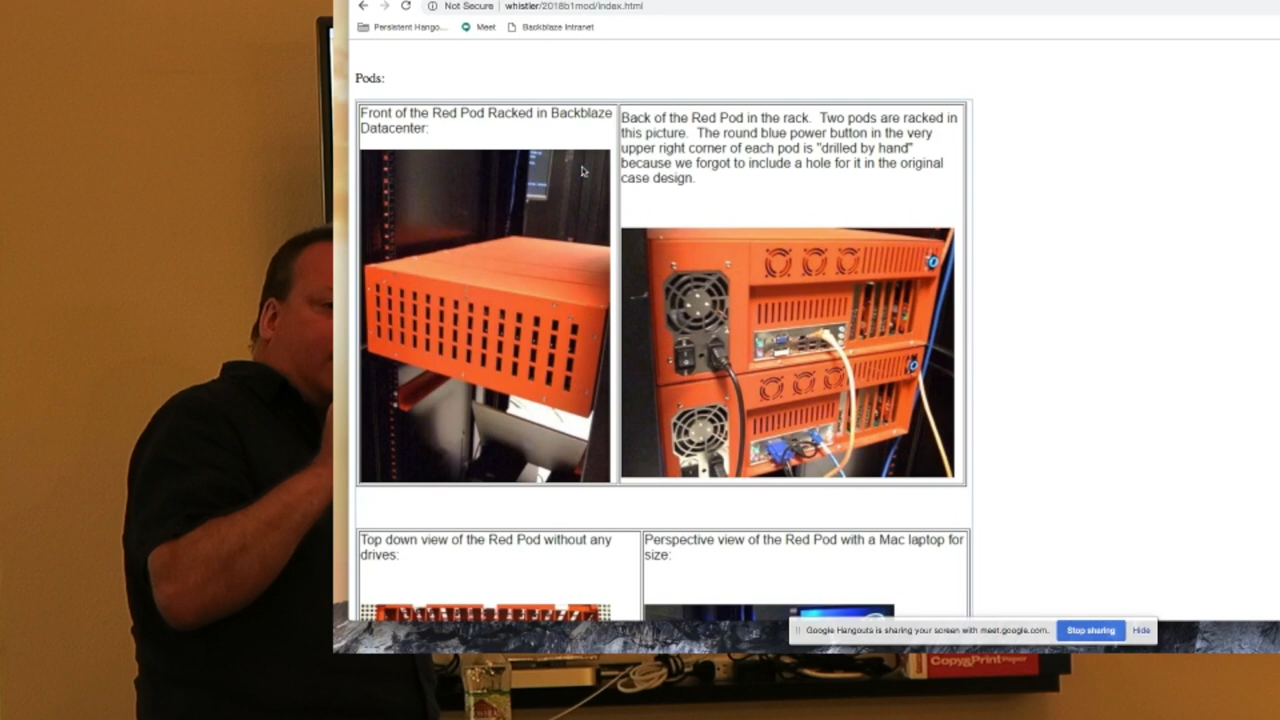 Not Secure | whistler/2018b1mod/index.html
Persistent Hango... Meet Backblaze Intranet
Pods:
Front of the Red Pod Racked in Backblaze
Datacenter:
Back of the Red Pod in the rack. Two pods are racked in
this picture. The round blue power button in the very
upper right corner of each pod is "drilled by hand"
because we forgot to include a hole for it in the original
case design.
Top down view of the Red Pod without any
drives:
Perspective view of the Red Pod with a Mac laptop for
size:
Google Hangouts is sharing your screen with meet.google.com. Stop sharing Hide
Copy&Print Paper